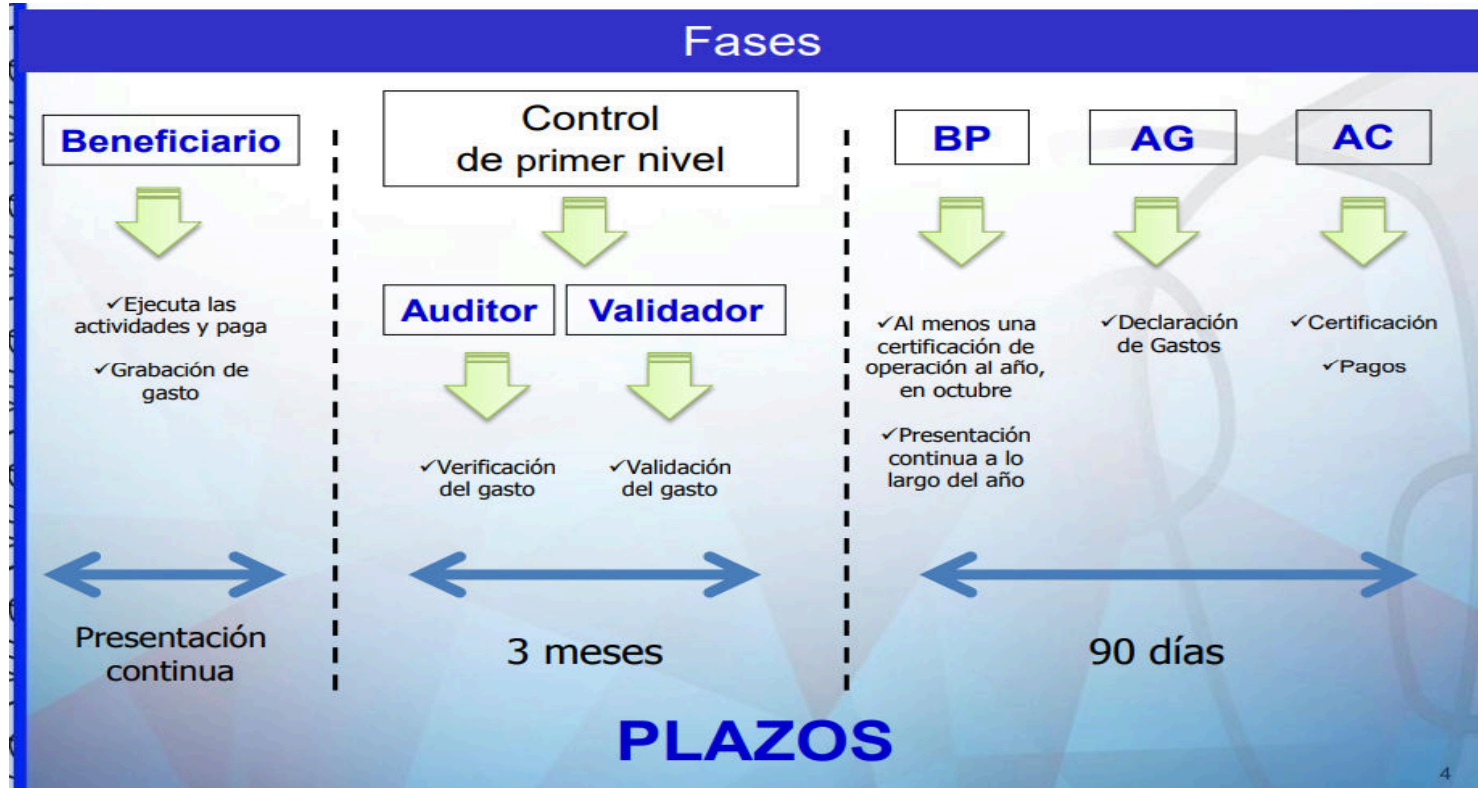 Fases
Beneficiario
✓Ejecuta las
actividades y paga
✓Grabación de
gasto
Presentación
continua
Control
de primer nivel
Auditor
Validador
✓Verificación
del gasto
✓Validación
del gasto
3 meses
BP
AG
AC
✓Al menos una
certificación de
operación al año,
en octubre
✓Presentación
continua a lo
largo del año
✓Declaración
de Gastos
✓Certificación
✓Pagos
90 días
PLAZOS
4